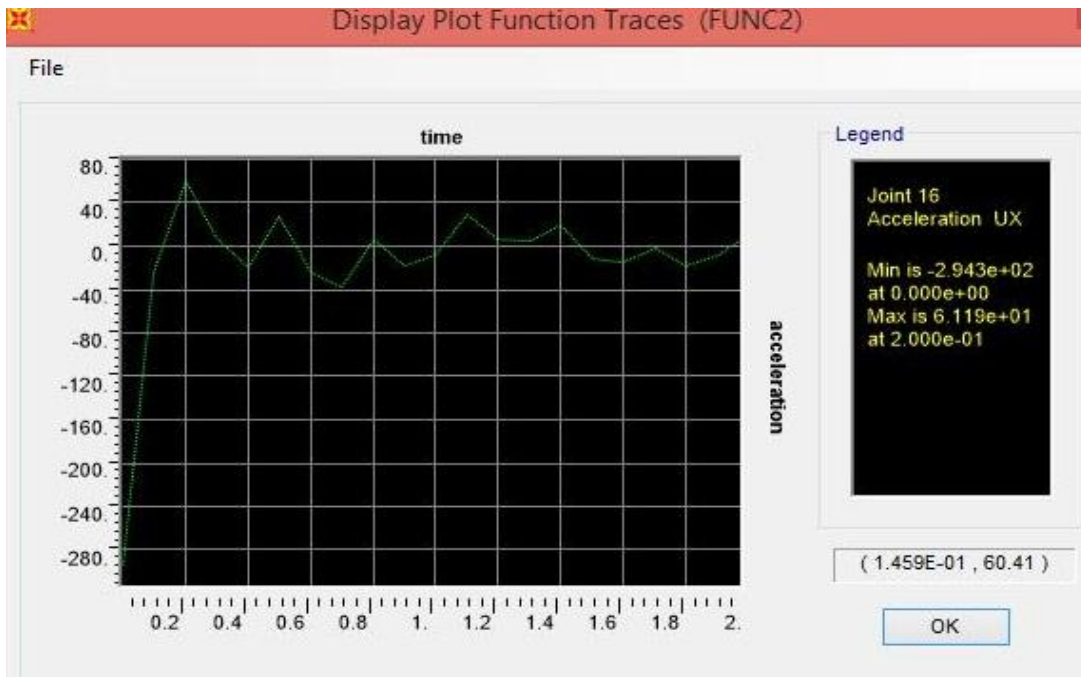 Display Plot Function Traces (FUNC2)
File
time
80.
40.
0.
-40.
-80.
-120.
-160.
-200.
-240.
-280.
0.2
0.4
0.6
0.8
1.
1.2
1.4
1.6
1.8
2.
acceleration
Legend
Joint 16
Acceleration UX
Min is -2.943e+02
at 0.000e+00
Max is 6.119e+01
at 2.000e-01
( 1.459E-01 , 60.41 )
OK